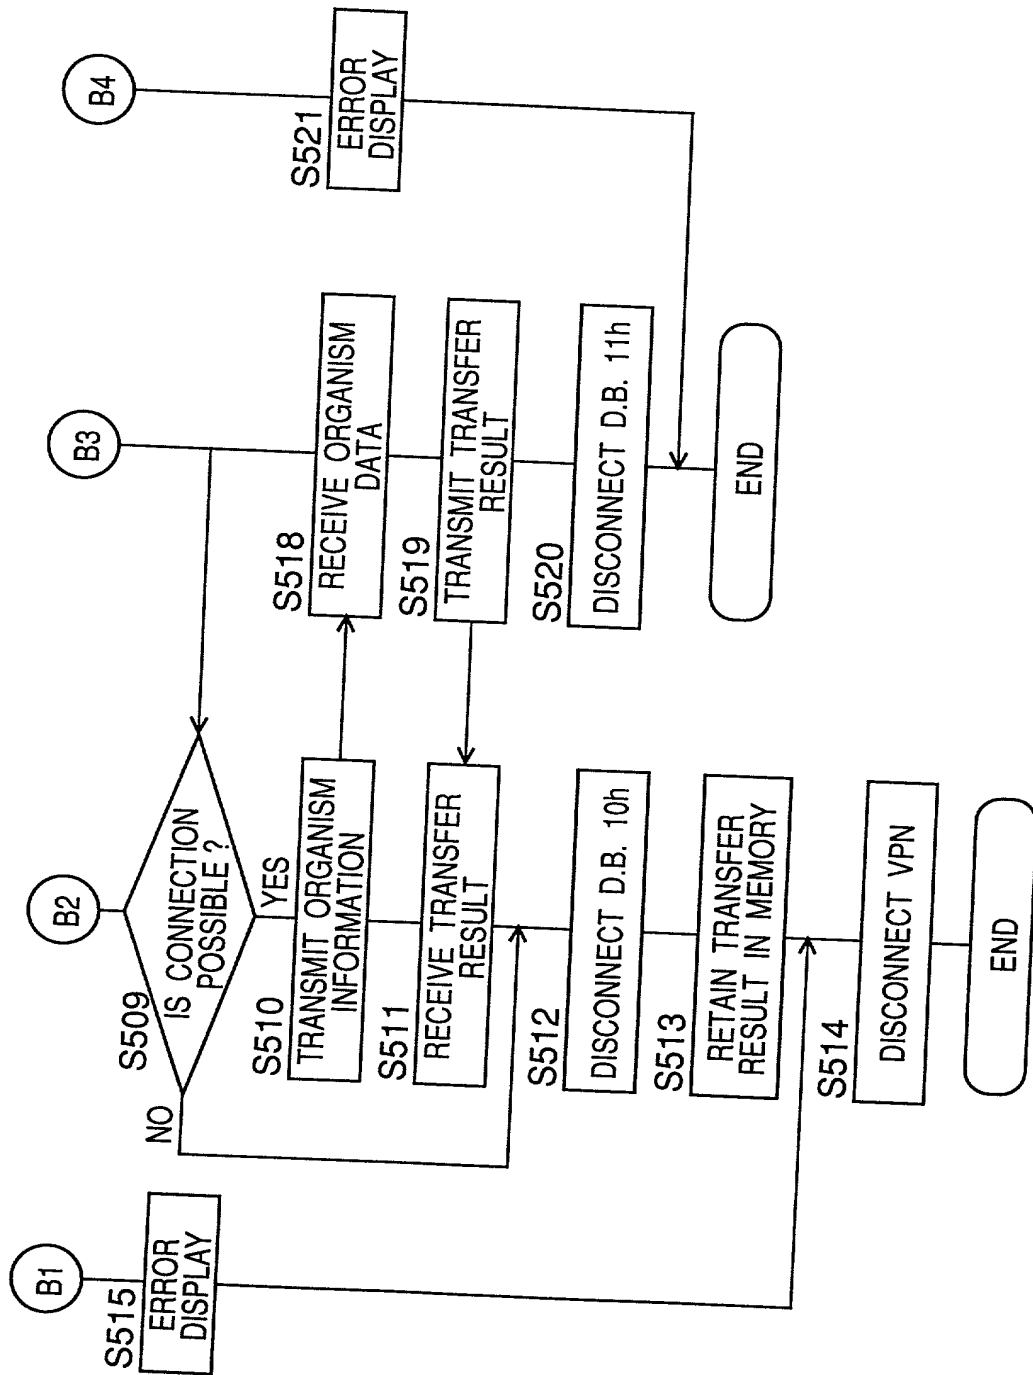 B1
S515
ERROR
DISPLAY
B2
S509
IS CONNECTION
POSSIBLE ?
NO
YES
S510
TRANSMIT ORGANISM
INFORMATION
S511
RECEIVE TRANSFER
RESULT
S512
DISCONNECT D.B. 10h
S513
RETAIN TRANSFER
RESULT IN MEMORY
S514
DISCONNECT VPN
END
B3
S518
RECEIVE ORGANISM
DATA
S519
TRANSMIT TRANSFER
RESULT
S520
DISCONNECT D.B. 11h
END
B4
S521
ERROR
DISPLAY